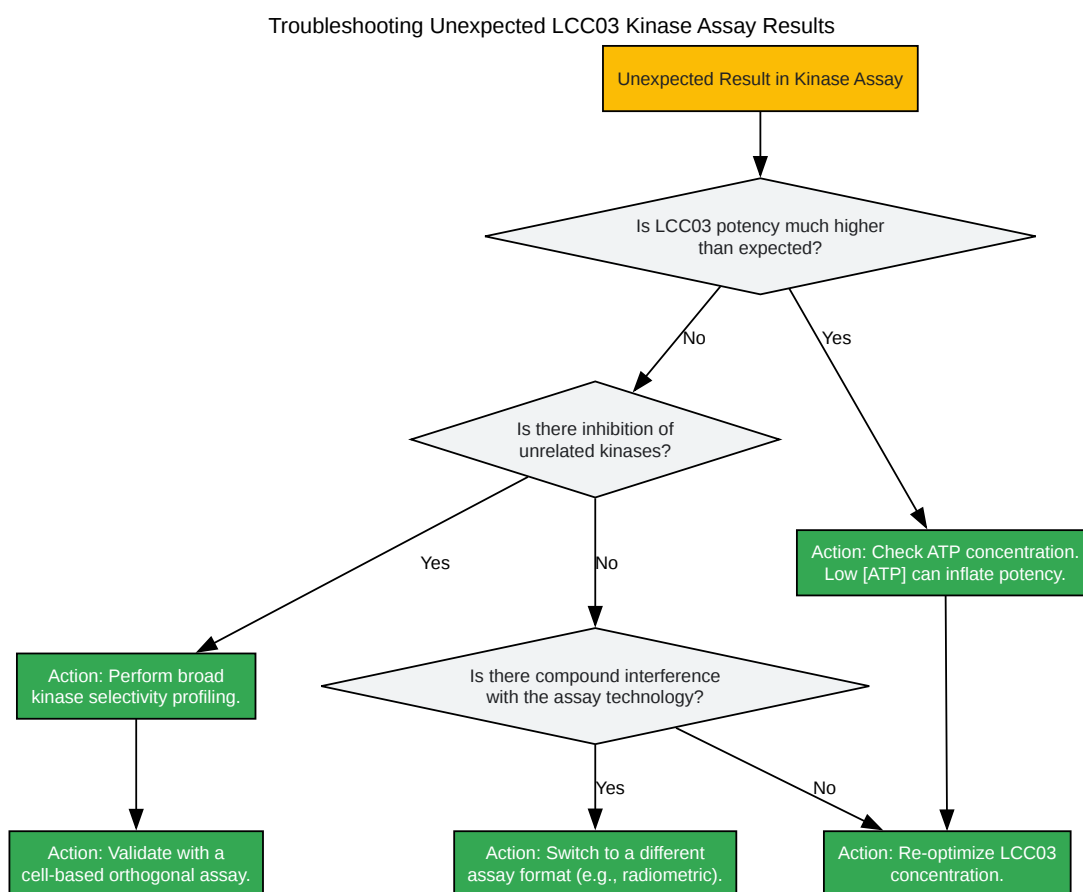 Troubleshooting Unexpected LCC03 Kinase Assay Results
Unexpected Result in Kinase Assay
Is LCC03 potency much higher
than expected?
No
Yes
Is there inhibition of
unrelated kinases?
Action: Check ATP concentration.
Low [ATP] can inflate potency.
Yes
No
Action: Perform broad
kinase selectivity profiling.
Is there compound interference
with the assay technology?
Yes
No
Action: Validate with a
cell-based orthogonal assay.
Action: Switch to a different
assay format (e.g., radiometric).
Action: Re-optimize LCC03
concentration.